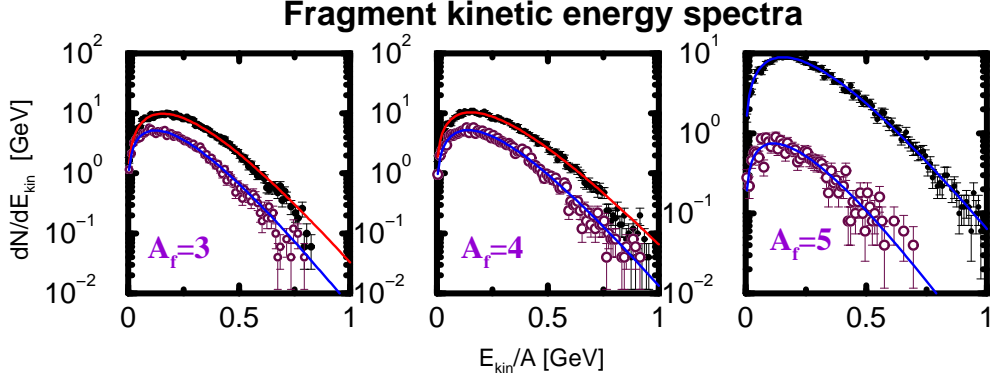 Fragment kinetic energy spectra
dN/dE_kin [GeV]
10^2
10^1
10^0
10^-1
10^-2
A_f=3
0 0.5 1
10^2
10^1
10^0
10^-1
10^-2
A_f=4
0 0.5 1
10^1
10^0
10^-1
10^-2
A_f=5
0 0.5 1
E_kin/A [GeV]